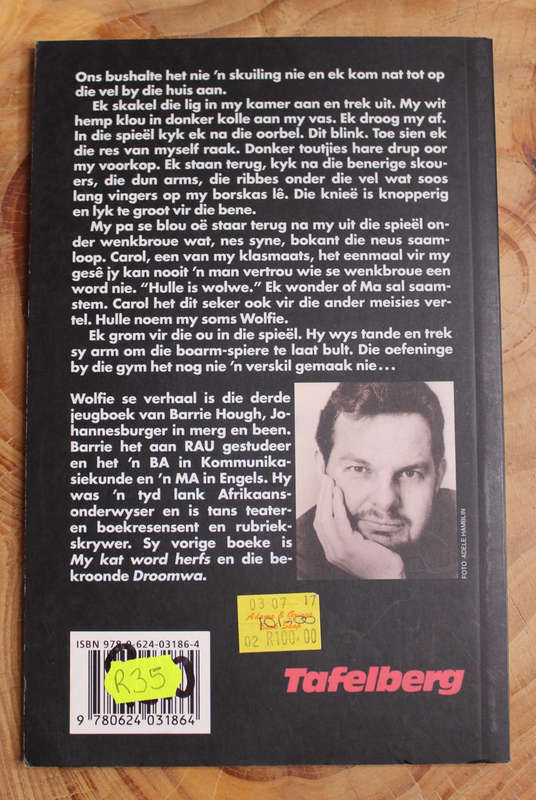 Ons bushalte het nie 'n skuiling nie en ek kom nat tot op
die vel by die huis aan.
Ek skakel die lig in my kamer aan en trek uit. My wit
hemp klou in donker kolle aan my vas. Ek droog my af.
In die spieël kyk ek na die oorbel. Dit blink. Toe sien ek
die res van myself raak. Donker toutjies hare drup oor
my voorkop. Ek staan terug, kyk na die benerige skou-
ers, die dun arms, die ribbes onder die vel wat soos
lang vingers op my borskas lê. Die knieë is knopperig
en lyk te groot vir die bene.
My pa se blou oë staar terug na my uit die spieël on-
der wenkbroue wat, nes syne, bokant die neus saam-
loop. Carol, een van my klasmaats, het eenmaal vir my
gesê jy kan nooit 'n man vertrou wie se wenkbroue een
word nie. “Hulle is wolwe.” Ek wonder of Ma sal saam-
stem. Carol het dit seker ook vir die ander meisies ver-
tel. Hulle noem my soms Wolfie.
Ek grom vir die ou in die spieël. Hy wys tande en trek
sy arm om die boarm-spiere te laat bult. Die oefeninge
by die gym het nog nie 'n verskil gemaak nie...
Wolfie se verhaal is die derde
jeugboek van Barrie Hough, Jo-
hannesburger in merg en been.
Barrie het aan RAU gestudeer
en het 'n BA in Kommunika-
siekunde en 'n MA in Engels. Hy
was 'n tyd lank Afrikaans-
onderwyser en is tans teater-
en boekresensent en rubriek-
skrywer. Sy vorige boeke is
My kat word herfs en die be-
kroonde Droomwa.
FOTO ADELE HAMBLIN
03-07 17
02 R100.00
ISBN 978 0 624 03186 4
R35
9 780624 031864
Tafelberg